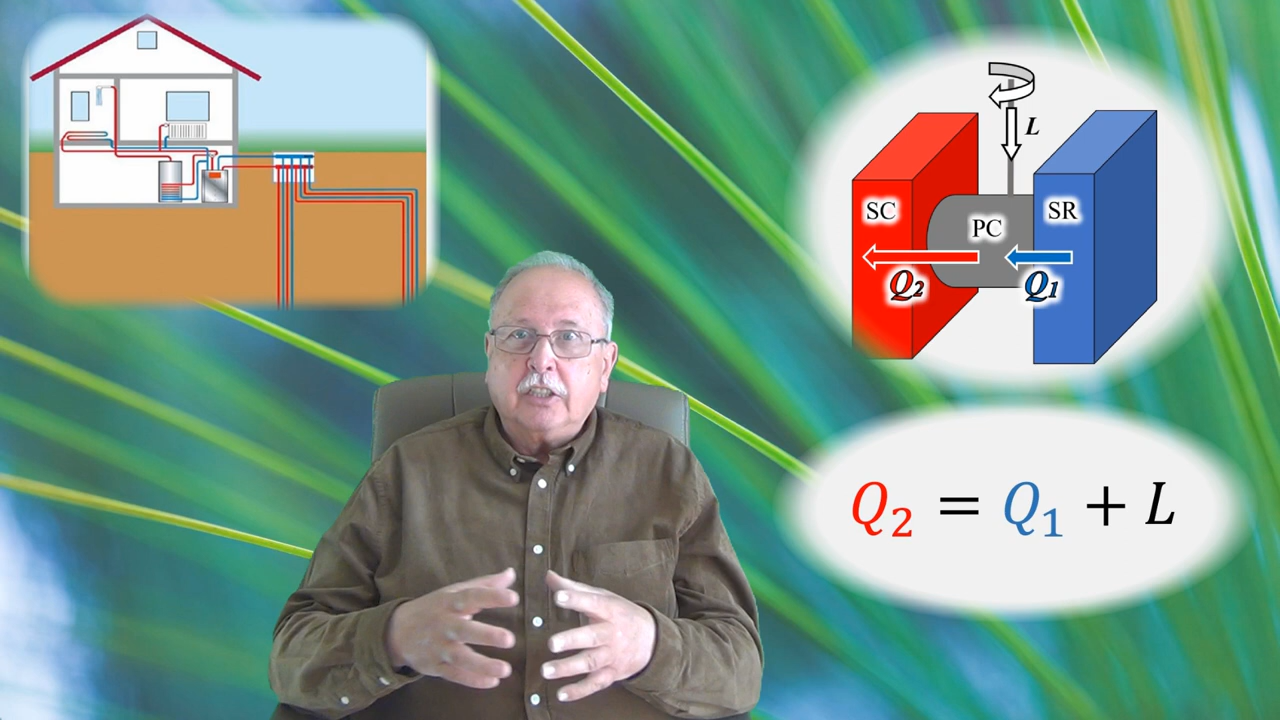 L
SC
PC
SR
Q2
Q1
Q₂ = Q₁ + L